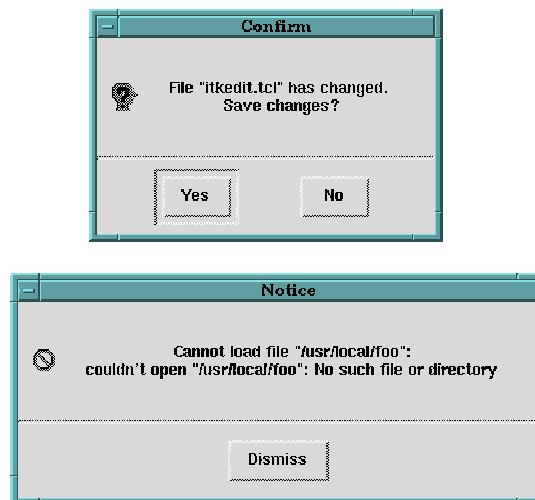 Confirm
File "itkedit.tcl" has changed.
Save changes?
Yes
No
Notice
Cannot load file "/usr/local/foo":
couldn't open "/usr/local/foo": No such file or directory
Dismiss